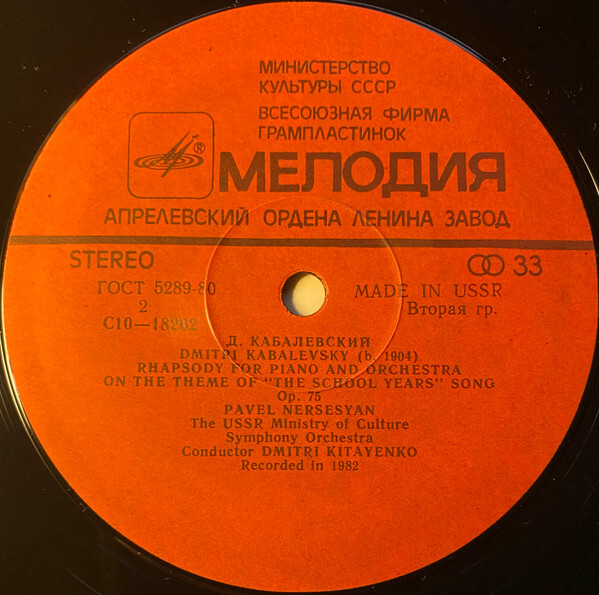 МИНИСТЕРСТВО
КУЛЬТУРЫ СССР
ВСЕСОЮЗНАЯ ФИРМА
ГРАМПЛАСТИНОК
® МЕЛОДИЯ
АПРЕЛЕВСКИЙ ОРДЕНА ЛЕНИНА ЗАВОД
STEREO 33
ГОСТ 5289-80 MADE IN USSR
2 Вторая гр.
С10—18262
Д. КАБАЛЕВСКИЙ
DMITRI KABALEVSKY (b. 1904)
RHAPSODY FOR PIANO AND ORCHESTRA
ON THE THEME OF "THE SCHOOL YEARS" SONG
Op. 75
PAVEL NERSESYAN
The USSR Ministry of Culture
Symphony Orchestra
Conductor DMITRI KITAYENKO
Recorded in 1982